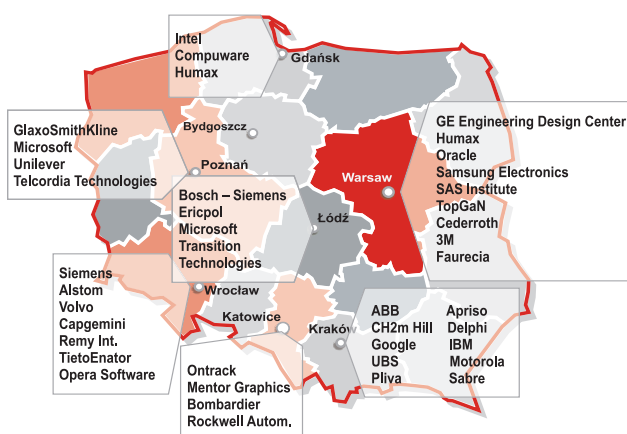 Intel
Compuware
Humax
Gdańsk
GlaxoSmithKline
Microsoft
Unilever
Telcordia Technologies
Bydgoszcz
Poznań
GE Engineering Design Center
Humax
Oracle
Samsung Electronics
SAS Institute
TopGaN
Cederroth
3M
Faurecia
Warsaw
Bosch – Siemens
Ericpol
Microsoft
Transition
Technologies
Łódź
Siemens
Alstom
Volvo
Capgemini
Remy Int.
TietoEnator
Opera Software
Wrocław
Katowice
Kraków
Ontrack
Mentor Graphics
Bombardier
Rockwell Autom.
ABB
CH2m Hill
Google
UBS
Pliva
Apriso
Delphi
IBM
Motorola
Sabre